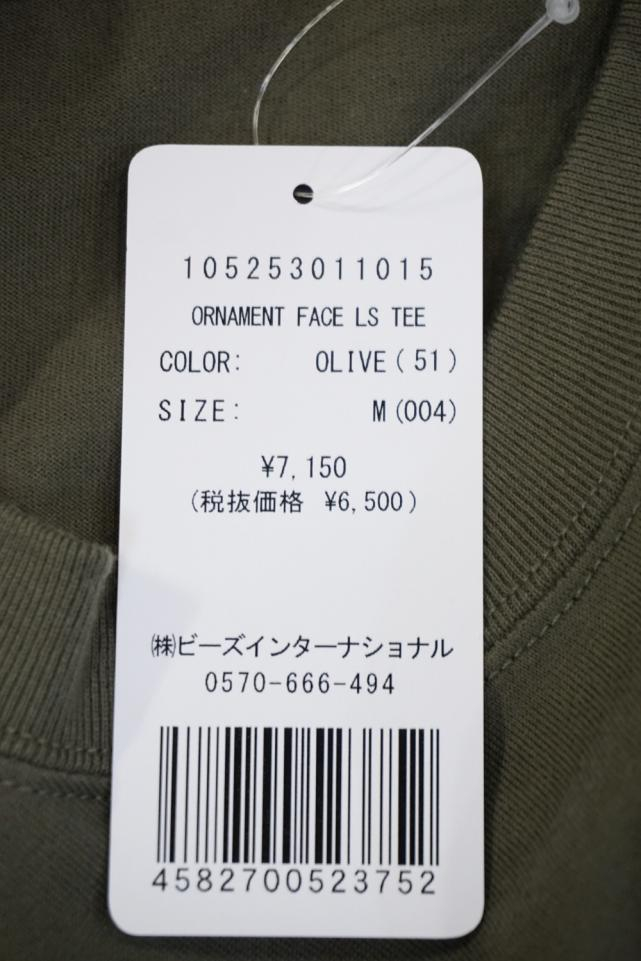 105253011015
ORNAMENT FACE LS TEE
COLOR: OLIVE(51)
SIZE: M(004)
¥7,150
(税抜価格 ¥6,500)
㈱ビーズインターナショナル
0570-666-494
4582700523752